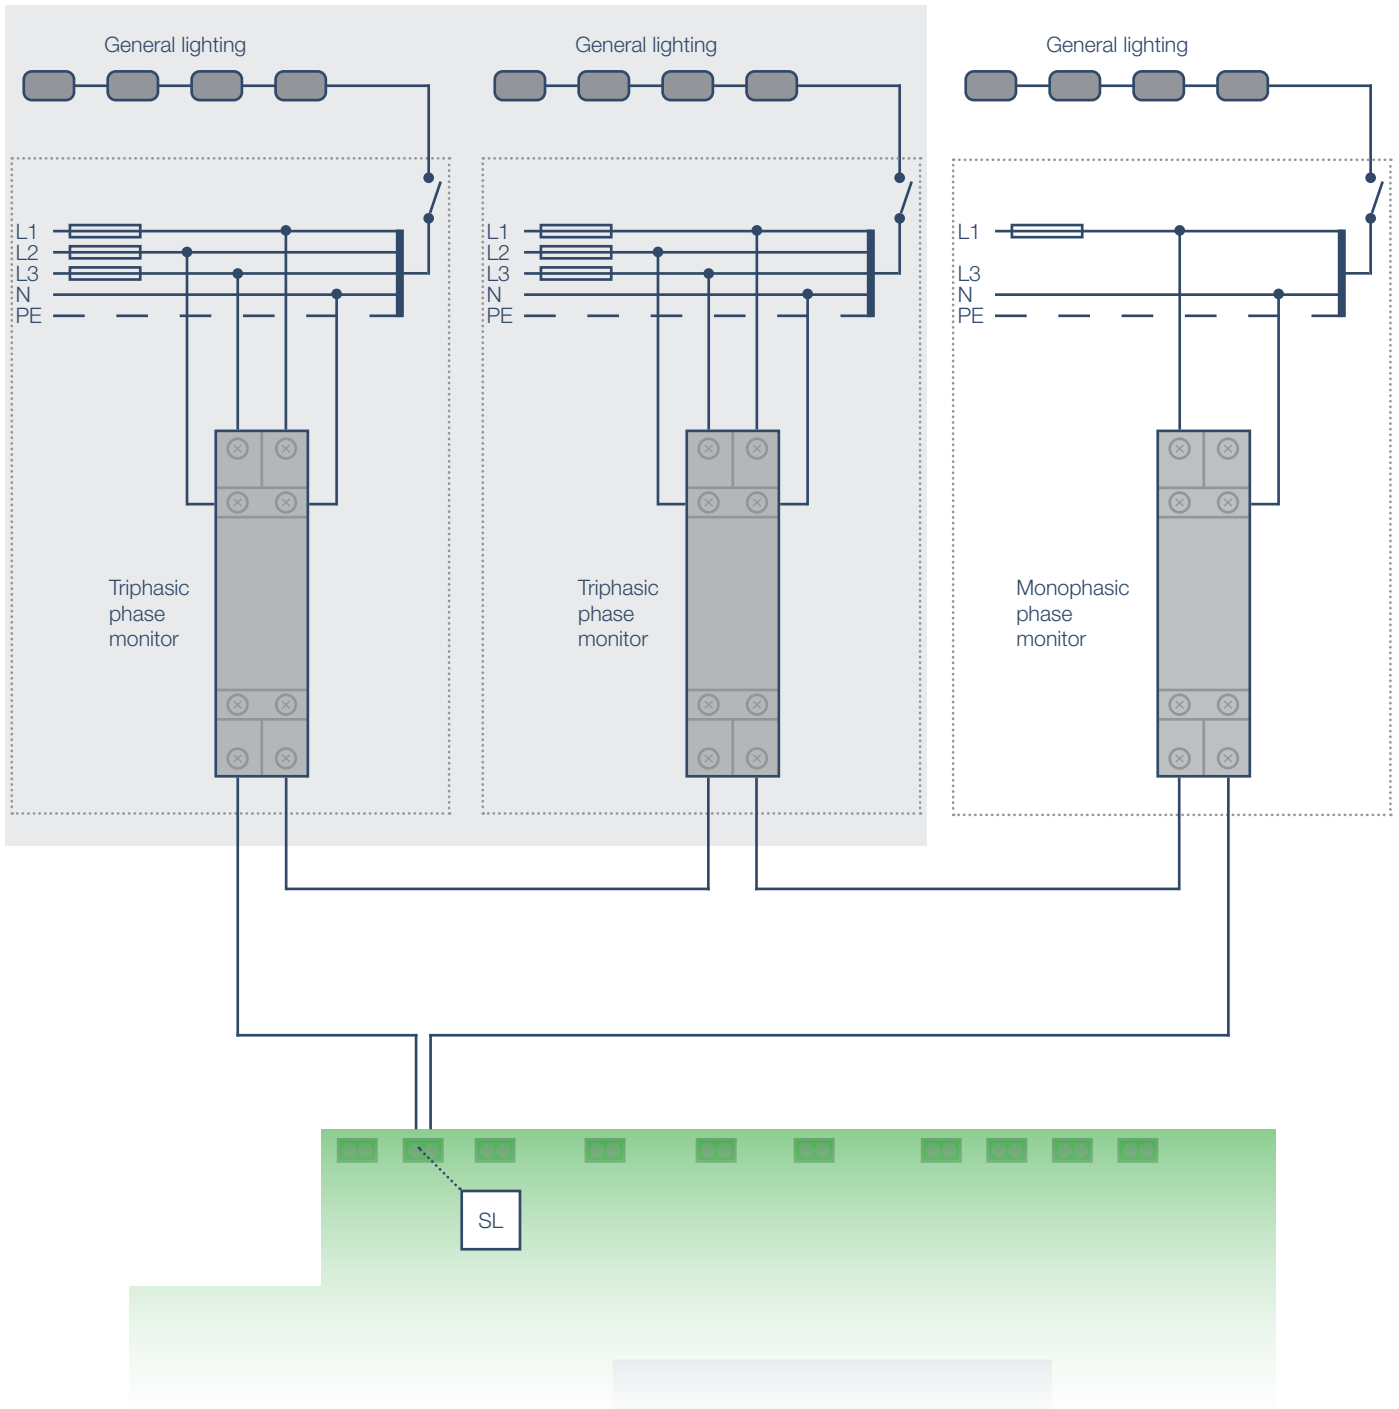 General lighting
General lighting
General lighting
L1
L2
L3
N
PE
L1
L2
L3
N
PE
L1
L3
N
PE
Triphasic
phase
monitor
Triphasic
phase
monitor
Monophasic
phase
monitor
SL